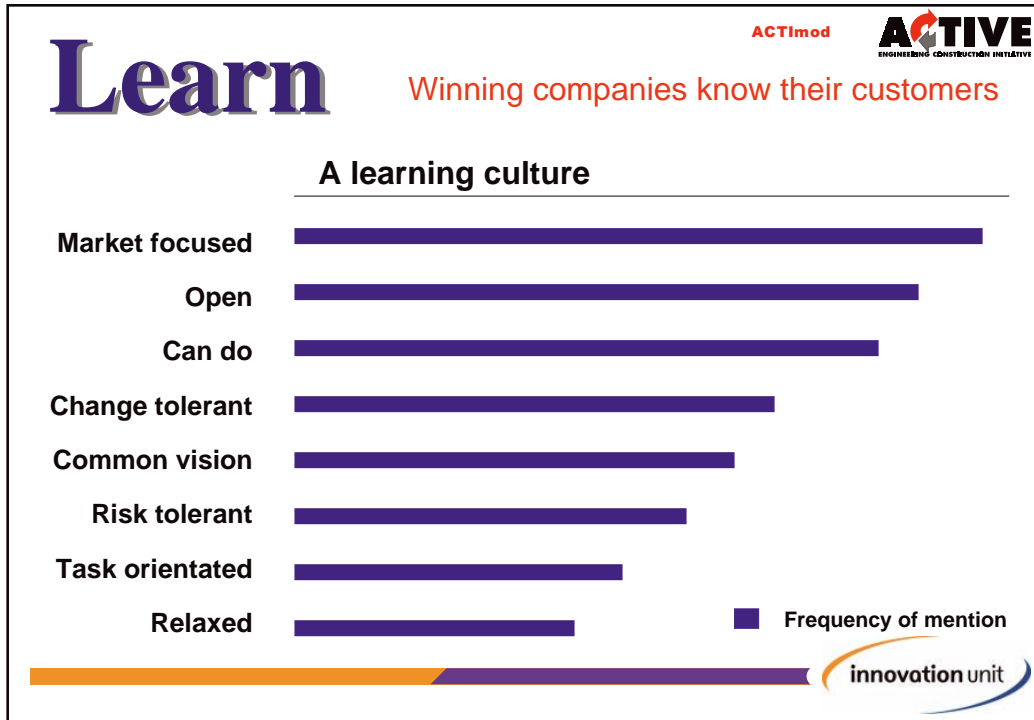 ACTImod
ACTIVE
ENGINEERING CONSTRUCTION INITIATIVE
Learn
Winning companies know their customers
A learning culture
Market focused
Open
Can do
Change tolerant
Common vision
Risk tolerant
Task orientated
Relaxed
Frequency of mention
innovation unit